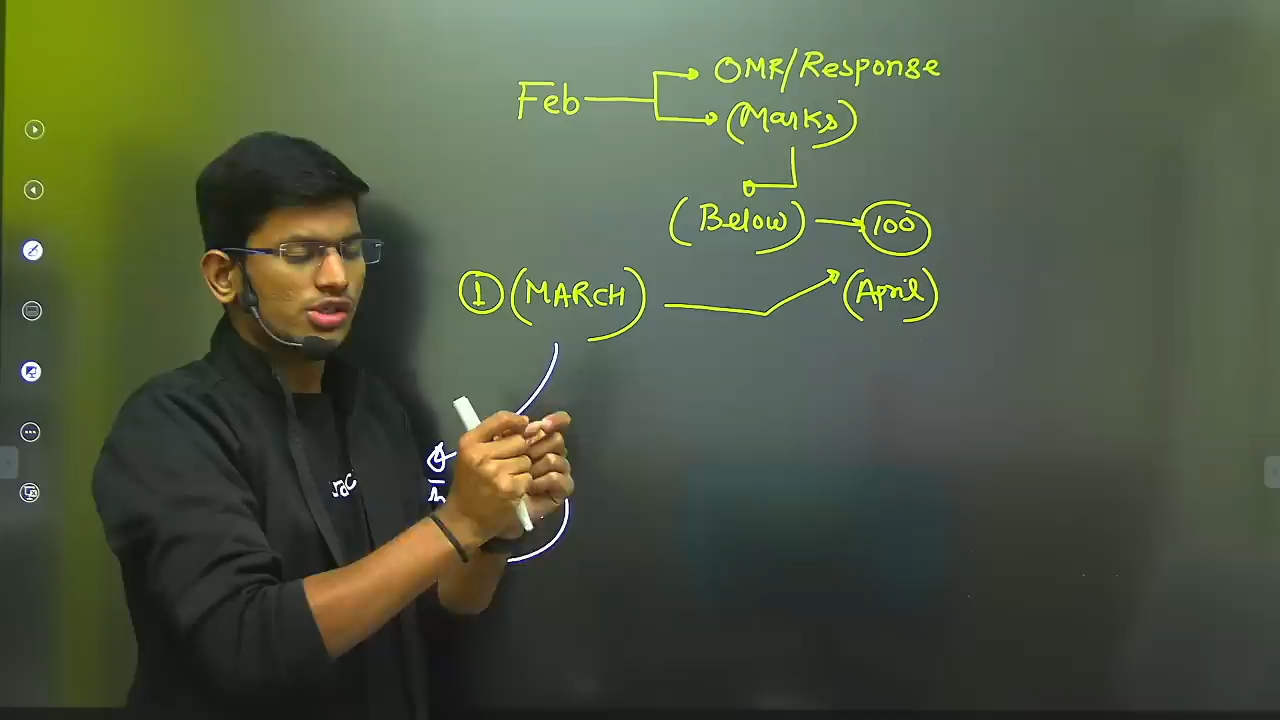 OMR/Response
Feb
(Marks)
(Below) 100
① (MARCH) (April)